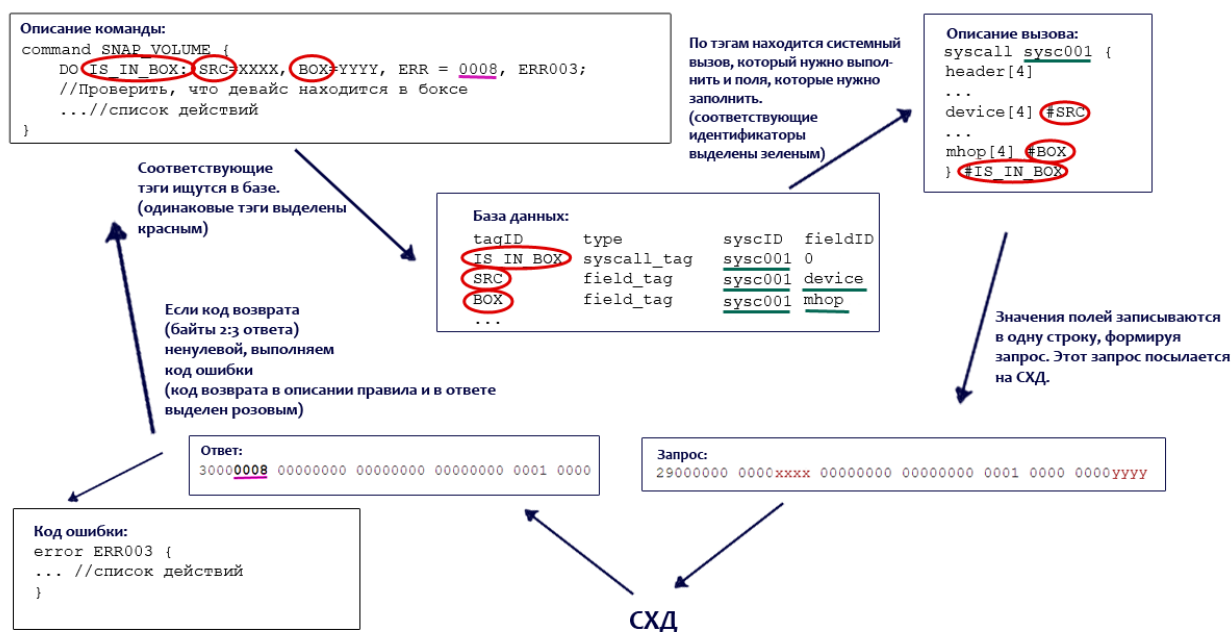 Описание команды:
command SNAP_VOLUME {
DO IS_IN_BOX: SRC=XXXX, BOX=YYYY, ERR = 0008, ERR003;
//Проверить, что девайс находится в боксе
...//список действий
}
По тэгам находится системный
вызов, который нужно выпол-
нить и поля, которые нужно
заполнить.
(соответствующие
идентификаторы
выделены зеленым)
Описание вызова:
syscall sysc001 {
header[4]
...
device[4] #SRC
...
mhop[4] #BOX
} #IS_IN_BOX
Соответствующие
тэги ищутся в базе.
(одинаковые тэги выделены
красным)
База данных:
tagID type syscID fieldID
IS_IN_BOX syscall_tag sysc001 0
SRC field_tag sysc001 device
BOX field_tag sysc001 mhop
...
Если код возврата
(байты 2:3 ответа)
ненулевой, выполняем
код ошибки
(код возврата в описании правила и в ответе
выделен розовым)
Значения полей записываются
в одну строку, формируя
запрос. Этот запрос посылается
на СХД.
Ответ:
30000008 00000000 00000000 00000000 0001 0000
Запрос:
29000000 0000xxxx 00000000 00000000 0001 0000 0000yyyy
Код ошибки:
error ERR003 {
... //список действий
}
СХД